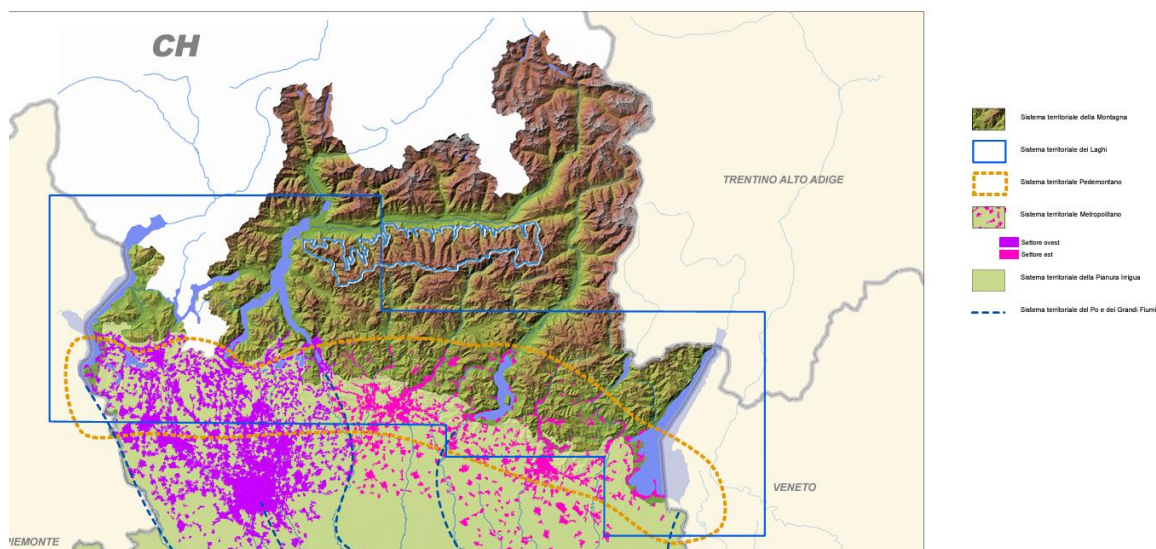 CH
TRENTINO ALTO ADIGE
VENETO
PIEMONTE
Sistema territoriale della Montagna
Sistema territoriale dei Laghi
Sistema territoriale Pedemontano
Sistema territoriale Metropolitano
Settore ovest
Settore est
Sistema territoriale della Pianura Irrigua
Sistema territoriale del Po e dei Grandi Fiumi